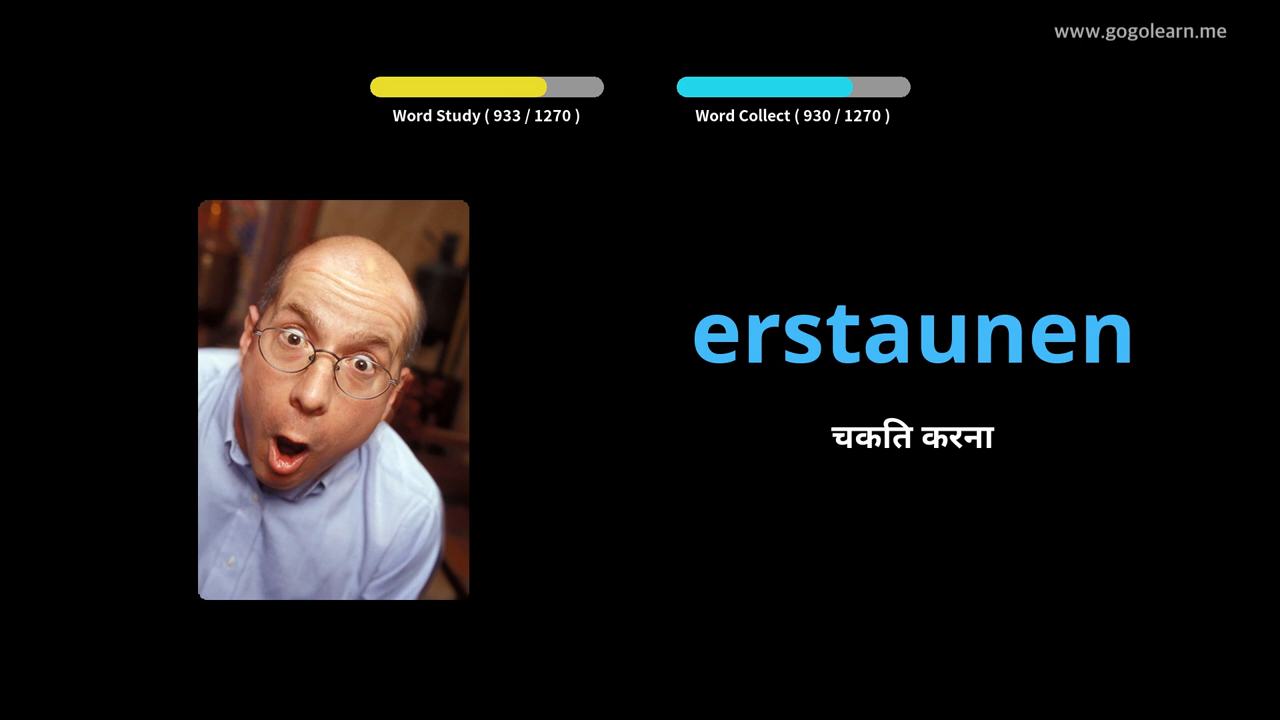 www.gogolearn.me
Word Study ( 933 / 1270 )
Word Collect ( 930 / 1270 )
erstaunen
चकति करना